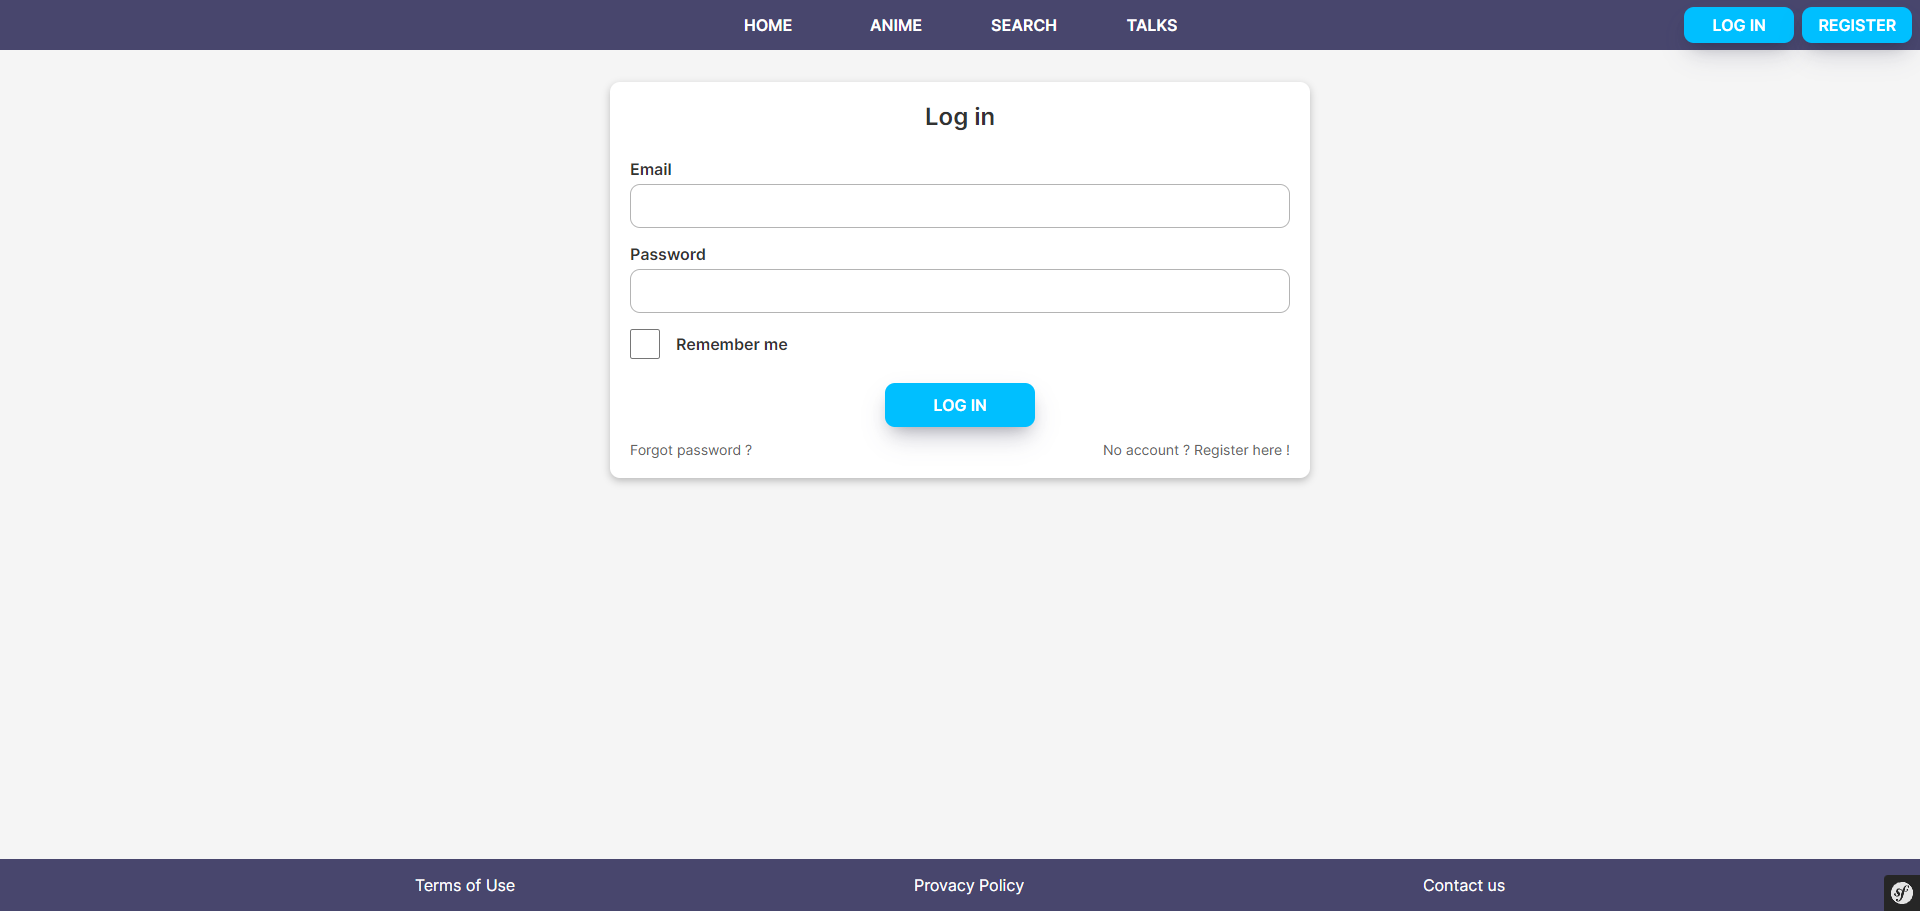 HOME ANIME SEARCH TALKS LOG IN REGISTER
Log in
Email
Password
Remember me
LOG IN
Forgot password ? No account ? Register here !
Terms of Use Provacy Policy Contact us
sf